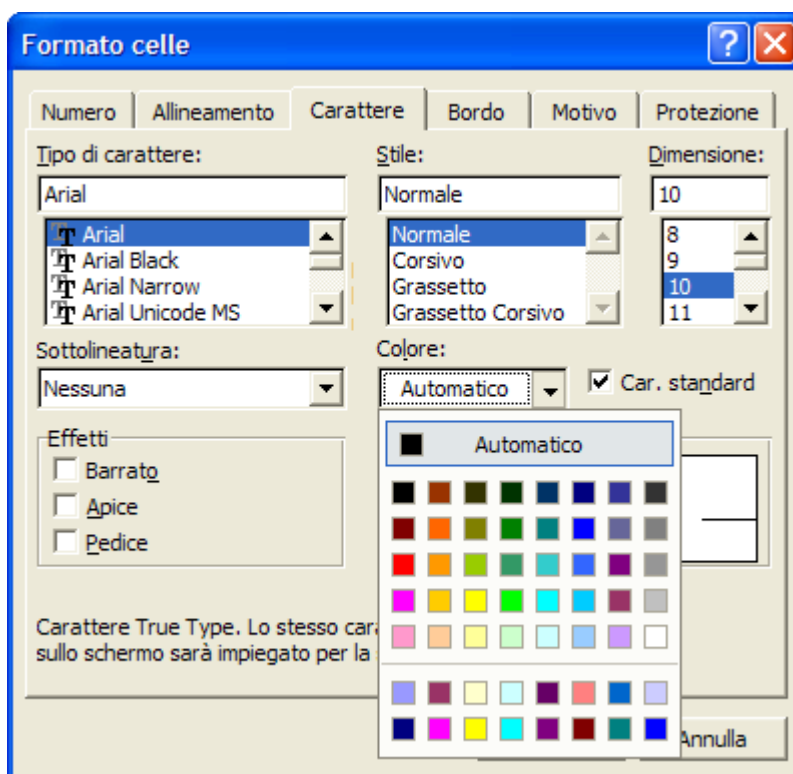 Formato celle
Numero Allineamento Carattere Bordo Motivo Protezione
Tipo di carattere: Stile: Dimensione:
Arial Normale 10
Arial Normale 8
Arial Black Corsivo 9
Arial Narrow Grassetto 10
Arial Unicode MS Grassetto Corsivo 11
Sottolineatura: Colore:
Nessuna Automatico Car. standard
Effetti Automatico
Barrato
Apice
Pedice
Carattere True Type. Lo stesso
sullo schermo sarà impiegato per la
Annulla